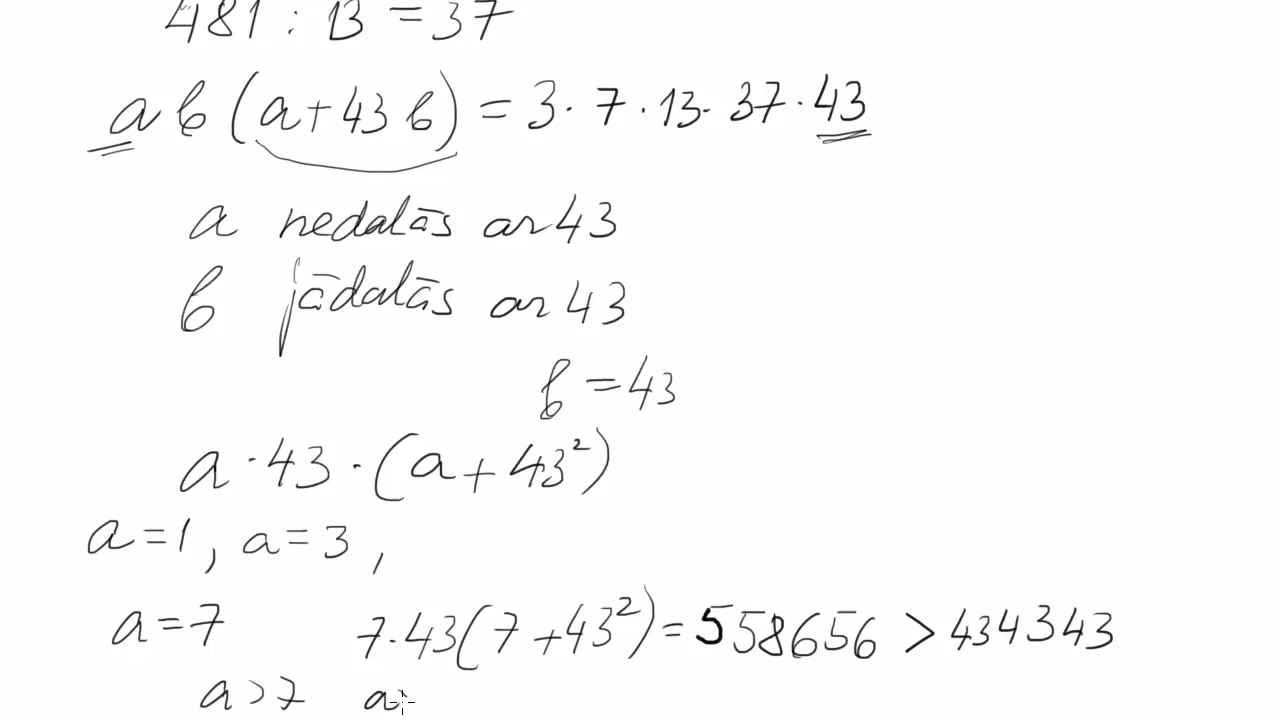 481 : 13 = 37
ab(a+43b) = 3·7·13·37·43
a nedalās ar 43
b jādalās ar 43
b = 43
a·43·(a+43²)
a=1, a=3,
a=7 7·43(7+43²)=558656 > 434343
a>7 a